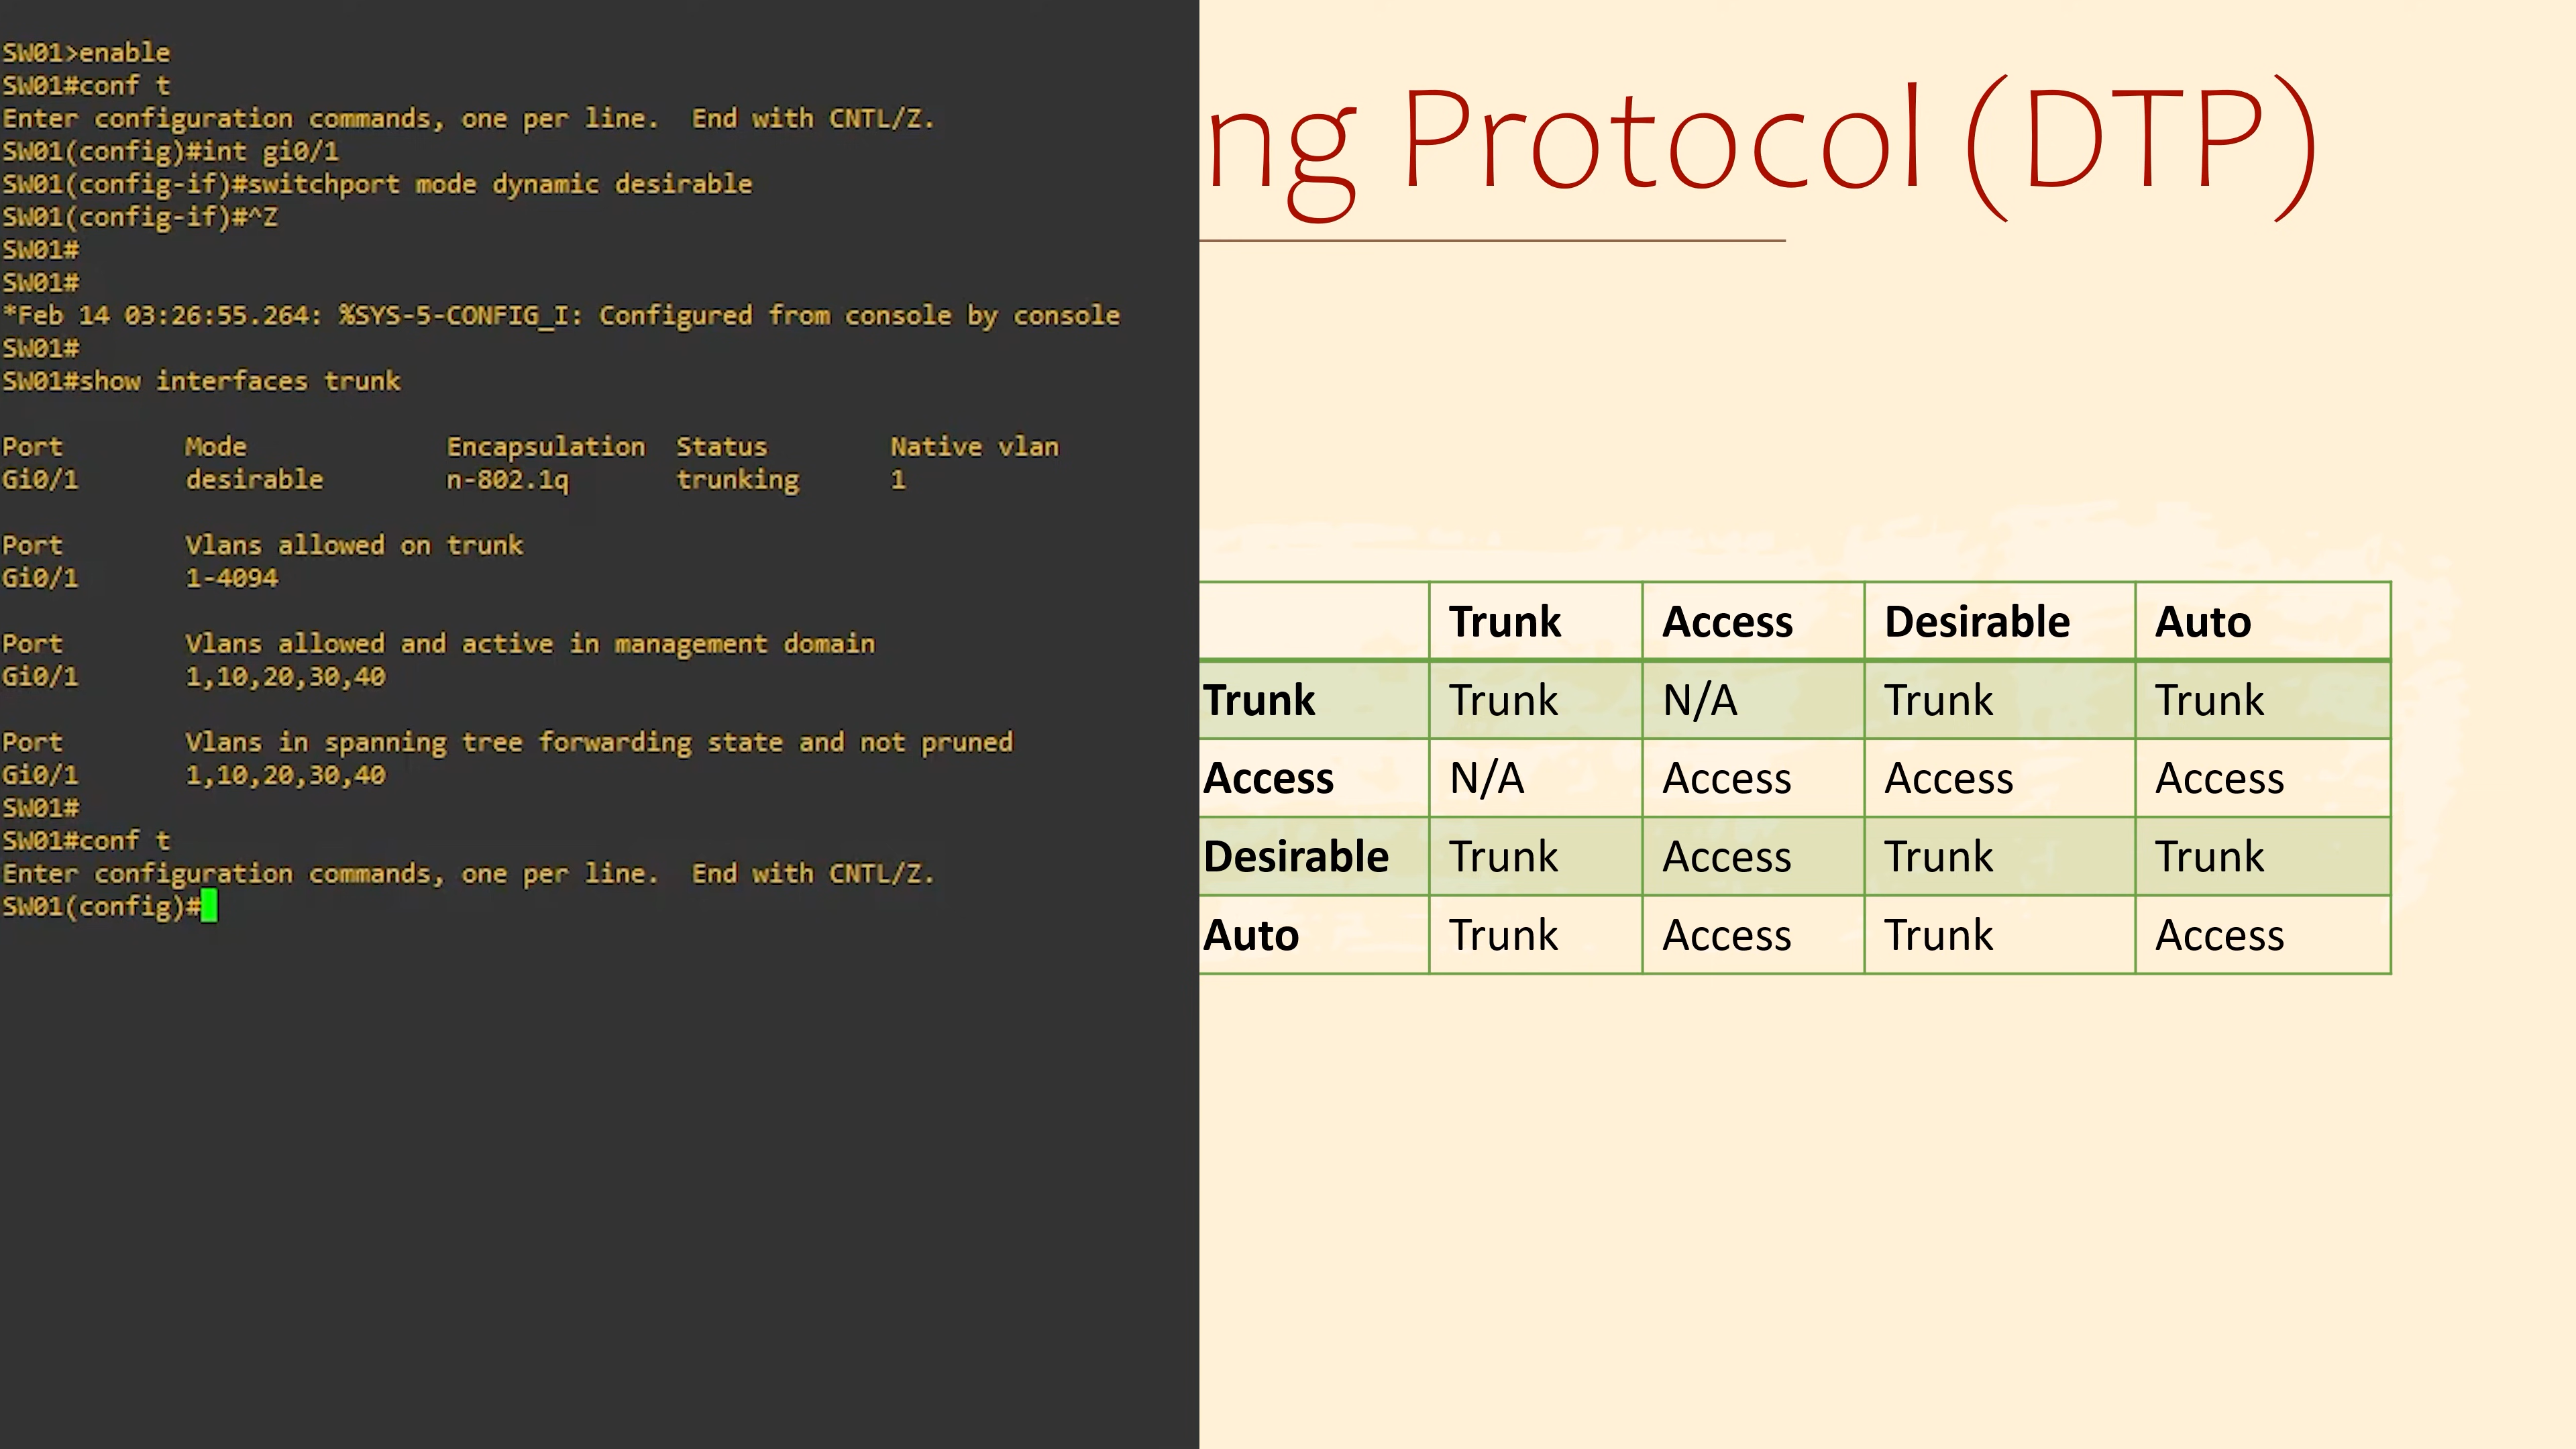 SW01>enable
SW01#conf t
Enter configuration commands, one per line.  End with CNTL/Z.
SW01(config)#int gi0/1
SW01(config-if)#switchport mode dynamic desirable
SW01(config-if)#^Z
SW01#
SW01#
*Feb 14 03:26:55.264: %SYS-5-CONFIG_I: Configured from console by console
SW01#
SW01#show interfaces trunk
Port        Mode             Encapsulation  Status        Native vlan
Gi0/1       desirable        n-802.1q       trunking      1
Port        Vlans allowed on trunk
Gi0/1       1-4094
Port        Vlans allowed and active in management domain
Gi0/1       1,10,20,30,40
Port        Vlans in spanning tree forwarding state and not pruned
Gi0/1       1,10,20,30,40
SW01#
SW01#conf t
Enter configuration commands, one per line.  End with CNTL/Z.
SW01(config)#
ng Protocol (DTP)
Trunk Access Desirable Auto
Trunk Trunk N/A Trunk Trunk
Access N/A Access Access Access
Desirable Trunk Access Trunk Trunk
Auto Trunk Access Trunk Access